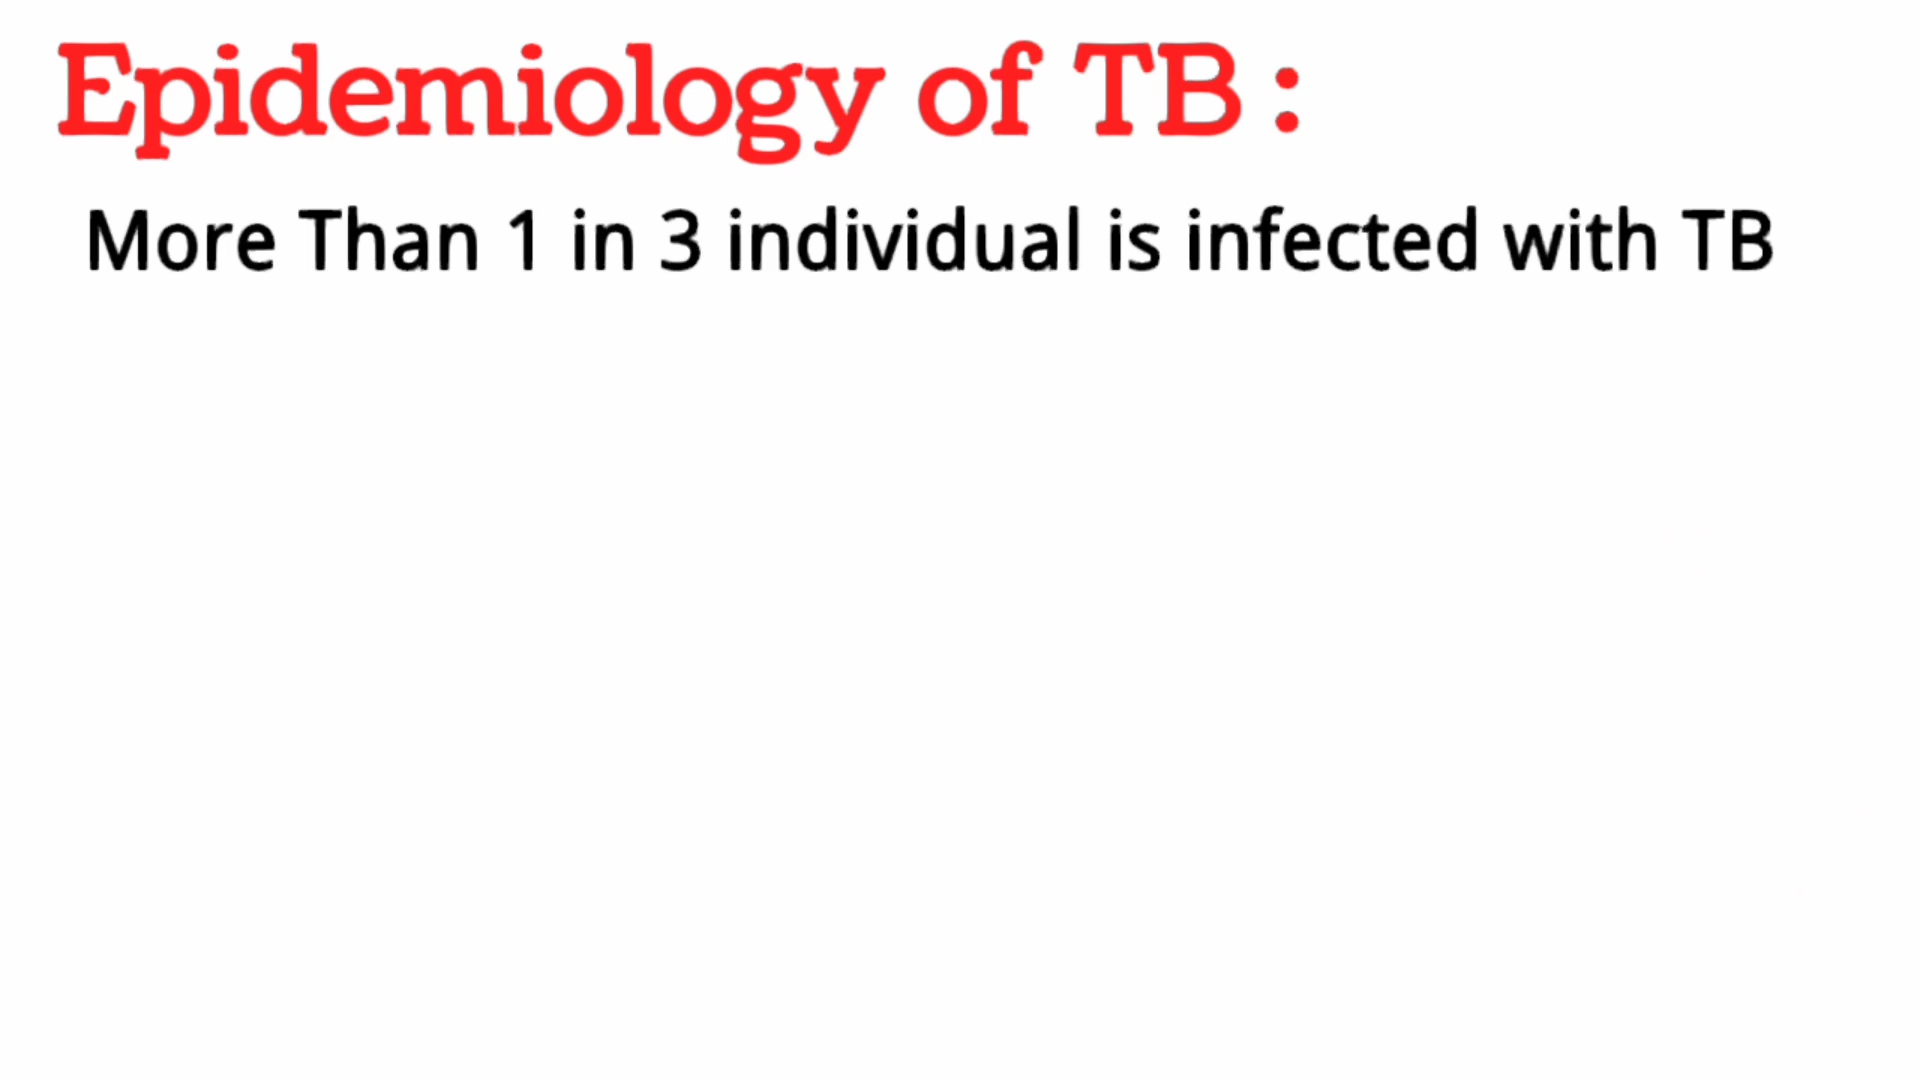 Epidemiology of TB :
More Than 1 in 3 individual is infected with TB